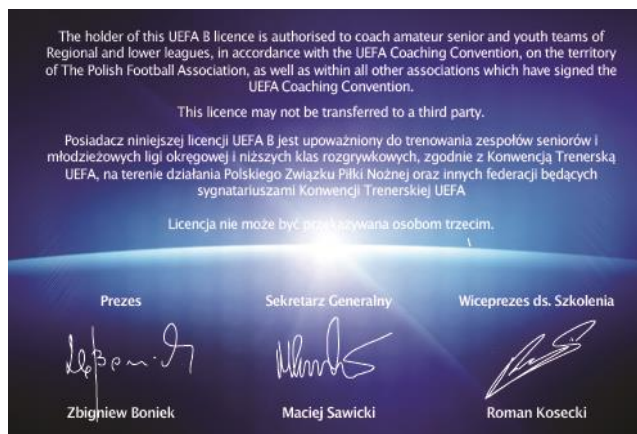 The holder of this UEFA B licence is authorised to coach amateur senior and youth teams of
Regional and lower leagues, in accordance with the UEFA Coaching Convention, on the territory
of The Polish Football Association, as well as within all other associations which have signed the
UEFA Coaching Convention.
This licence may not be transferred to a third party.
Posiadacz niniejszej licencji UEFA B jest upoważniony do trenowania zespołów seniorów i
młodzieżowych ligi okręgowej i niższych klas rozgrywkowych, zgodnie z Konwencją Trenerską
UEFA, na terenie działania Polskiego Związku Piłki Nożnej oraz innych federacji będących
sygnatariuszami Konwencji Trenerskiej UEFA
Licencja nie może być przekazywana osobom trzecim.
Prezes Sekretarz Generalny Wiceprezes ds. Szkolenia
Zbigniew Boniek Maciej Sawicki Roman Kosecki